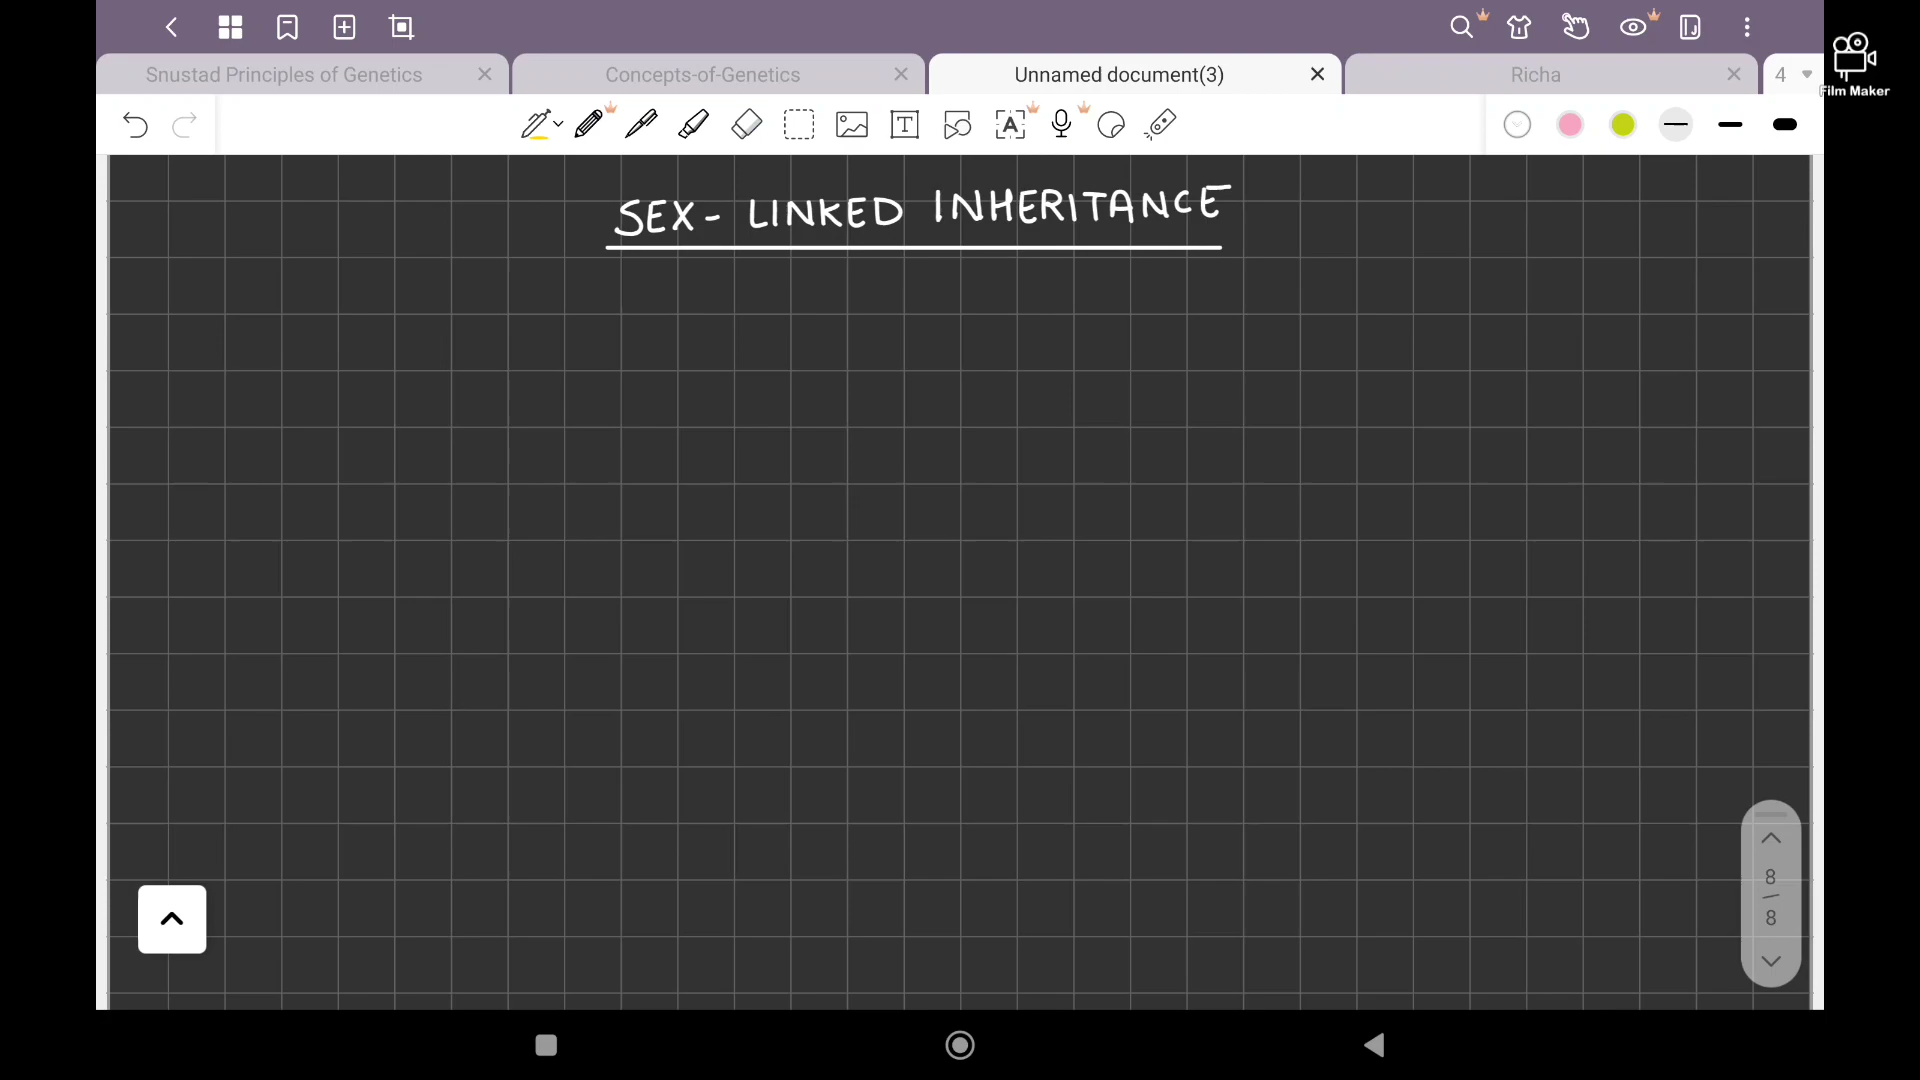 Snustad Principles of Genetics
Concepts-of-Genetics
Unnamed document(3)
Richa
4
Film Maker
T
A
SEX- LINKED INHERITANCE
8
8